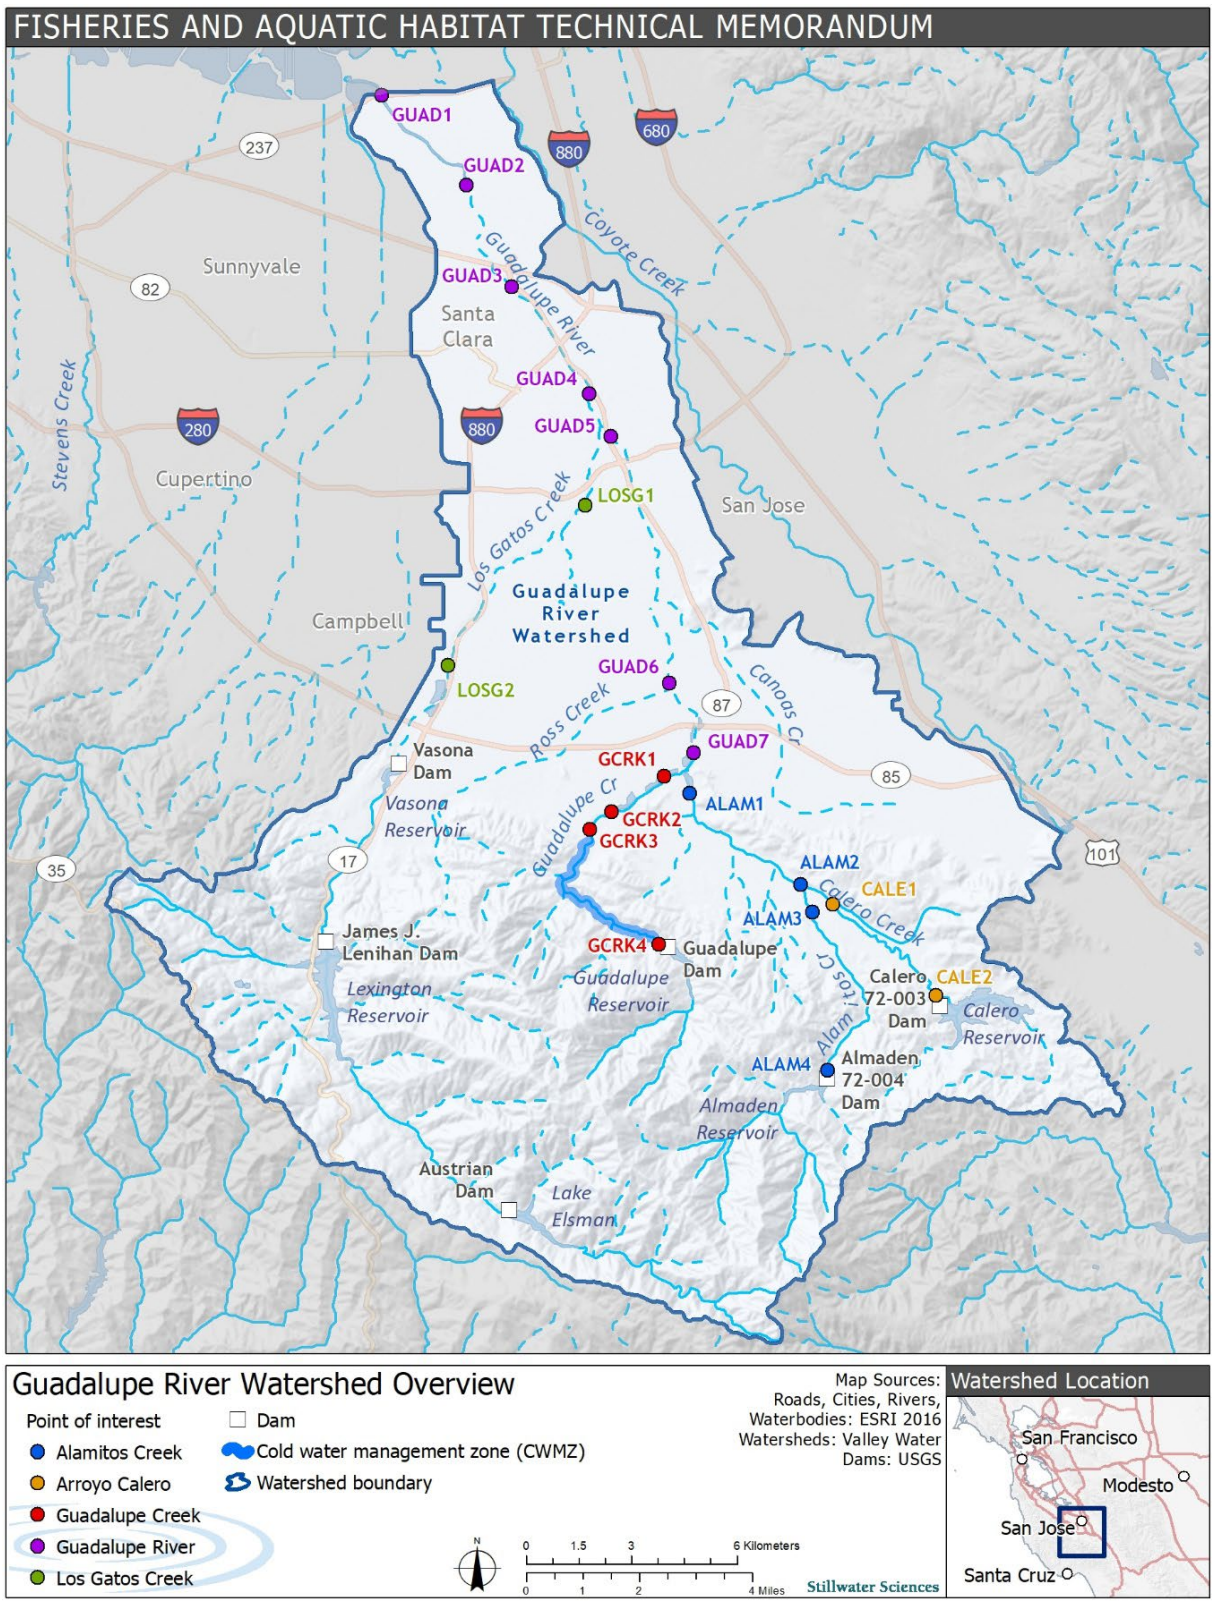 FISHERIES AND AQUATIC HABITAT TECHNICAL MEMORANDUM
GUAD1
237
880
680
GUAD2
Coyote Creek
Guadalupe River
Sunnyvale
GUAD3
82
Santa
Clara
Stevens Creek
GUAD4
280
880
GUAD5
Cupertino
LOSG1
San Jose
Los Gatos Creek
Guadalupe
River
Watershed
Campbell
GUAD6
LOSG2
Canoas Cr
Ross Creek
87
GUAD7
Vasona
Dam
GCRK1
85
Vasona
Reservoir
Guadalupe Cr
ALAM1
GCRK2
GCRK3
101
17
35
ALAM2
CALE1
Calero Creek
ALAM3
James J.
Lenihan Dam
GCRK4
Guadalupe
Dam
Guadalupe
Reservoir
Lexington
Reservoir
Calero
72-003
Dam
CALE2
Calero
Reservoir
Alamitos Cr
ALAM4
Almaden
72-004
Dam
Almaden
Reservoir
Austrian
Dam
Lake
Elsman
Guadalupe River Watershed Overview
Point of interest
Alamitos Creek
Arroyo Calero
Guadalupe Creek
Guadalupe River
Los Gatos Creek
Dam
Cold water management zone (CWMZ)
Watershed boundary
Map Sources:
Roads, Cities, Rivers,
Waterbodies: ESRI 2016
Watersheds: Valley Water
Dams: USGS
N
0 1.5 3 6 Kilometers
0 1 2 4 Miles
Stillwater Sciences
Watershed Location
San Francisco
Modesto
San Jose
Santa Cruz